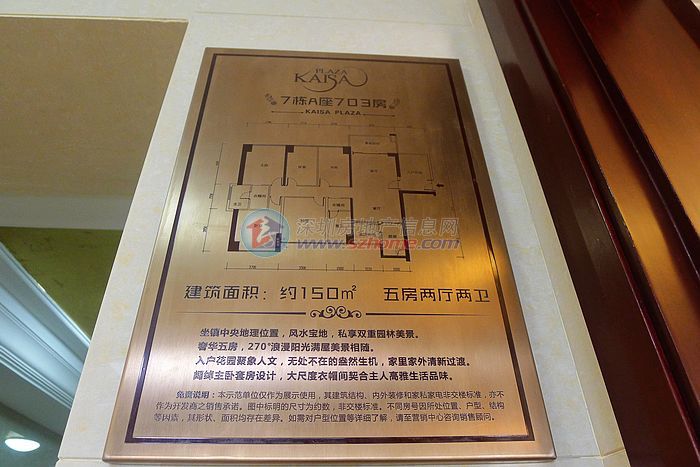 PLAZA
KAISA
7栋A座703房
KAISA PLAZA
深圳房地产信息网
www.szhome.com
建筑面积：约150㎡ 五房两厅两卫
坐镇中央地理位置，风水宝地，私享双重园林美景。
奢华五房，270°浪漫阳光满屋美景相随。
入户花园聚象人文，无处不在的盎然生机，家里家外清新过渡。
阔绰主卧套房设计，大尺度衣帽间契合主人高雅生活品味。
免责说明：本示范单位仅作为展示使用，其建筑结构、内外装修和家私家电非交楼标准，亦不
作为开发商之销售承诺。图中标明的尺寸为约数，非交楼标准。不同房号因所处位置、户型、结构
等因素，其形状、面积均存在差异。如需对户型位置等详细了解，请至营销中心咨询销售顾问。